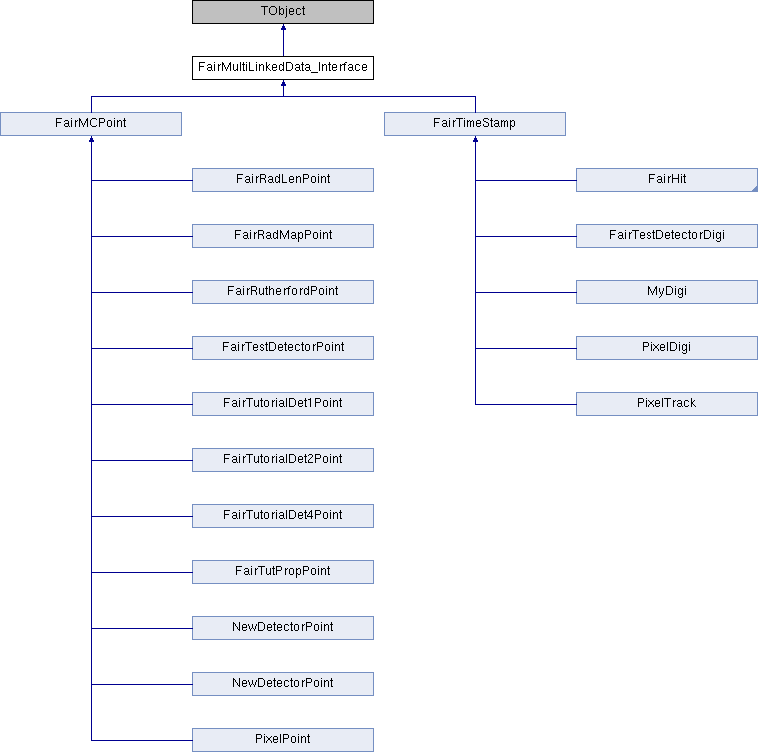 TObject
FairMultiLinkedData_Interface
FairMCPoint
FairTimeStamp
FairRadLenPoint
FairHit
FairRadMapPoint
FairTestDetectorDigi
FairRutherfordPoint
MyDigi
FairTestDetectorPoint
PixelDigi
FairTutorialDet1Point
PixelTrack
FairTutorialDet2Point
FairTutorialDet4Point
FairTutPropPoint
NewDetectorPoint
NewDetectorPoint
PixelPoint